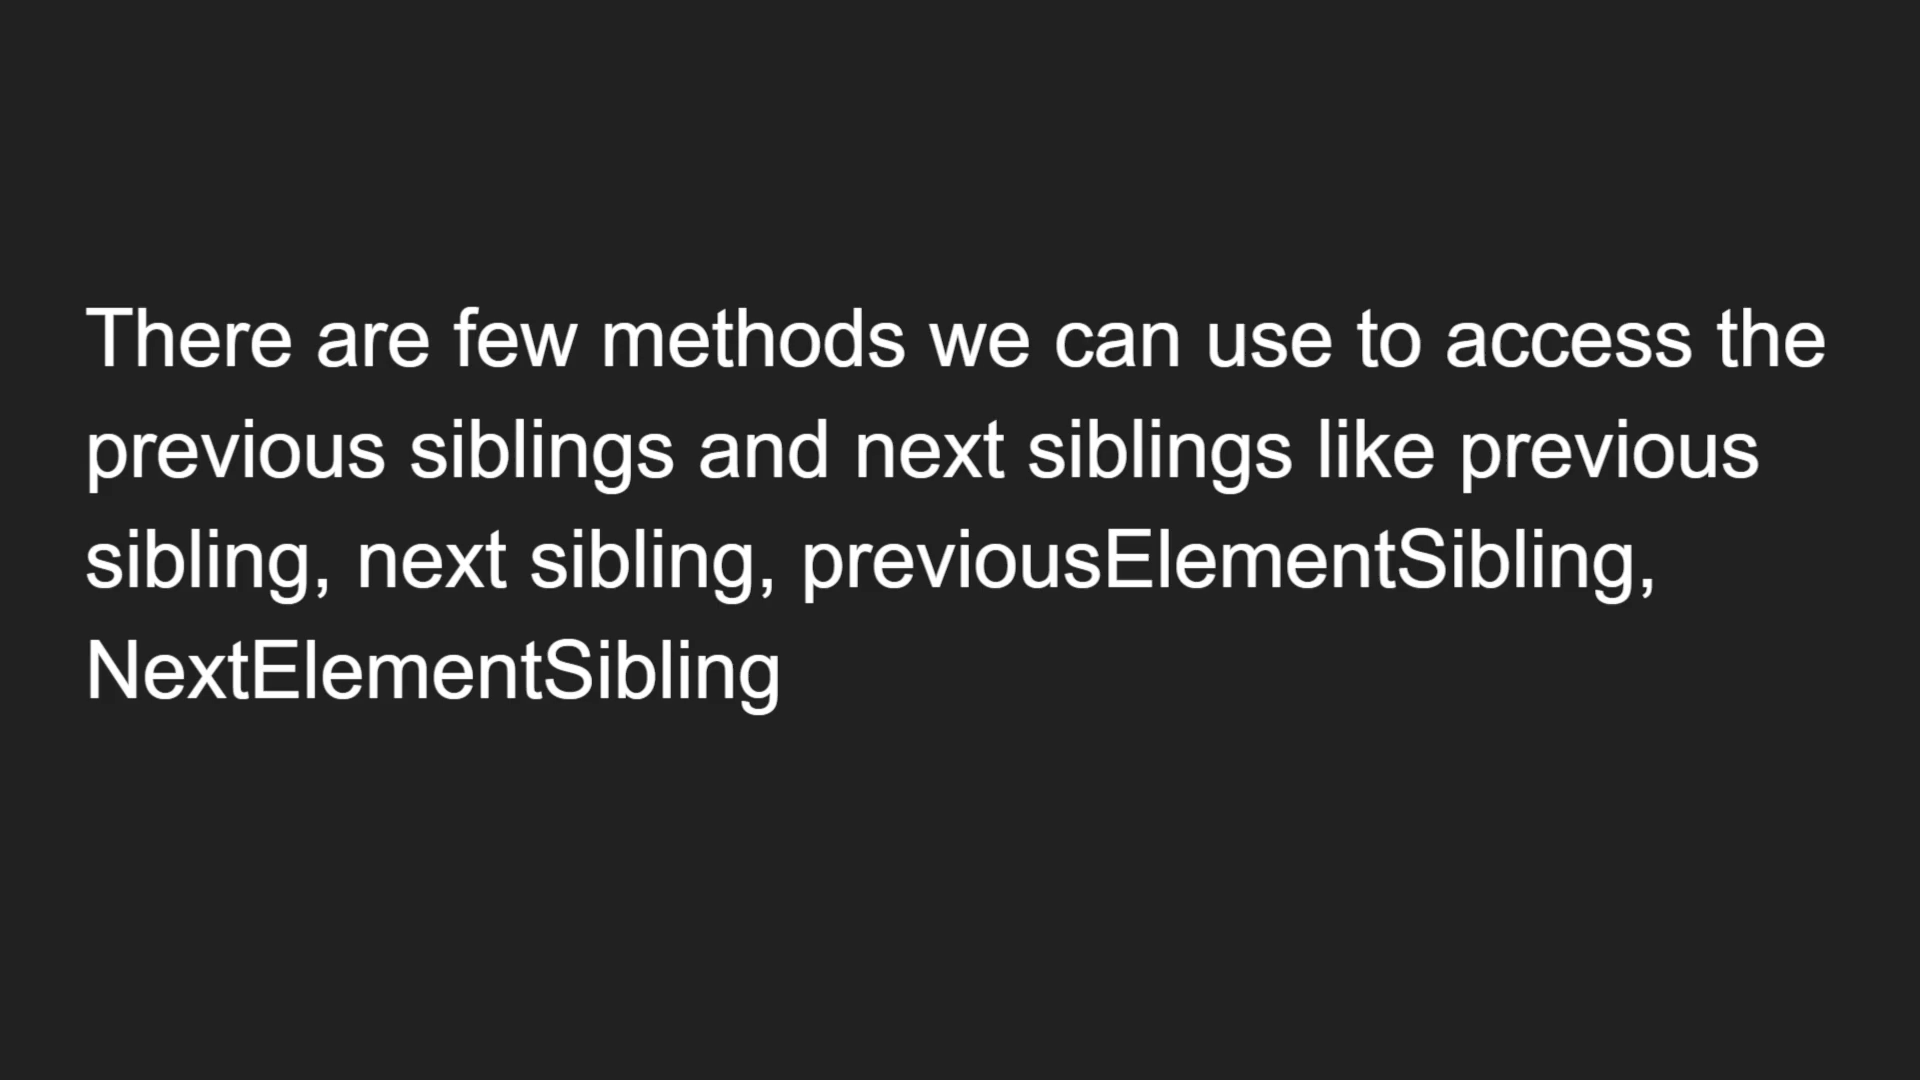 There are few methods we can use to access the
previous siblings and next siblings like previous
sibling, next sibling, previousElementSibling,
NextElementSibling